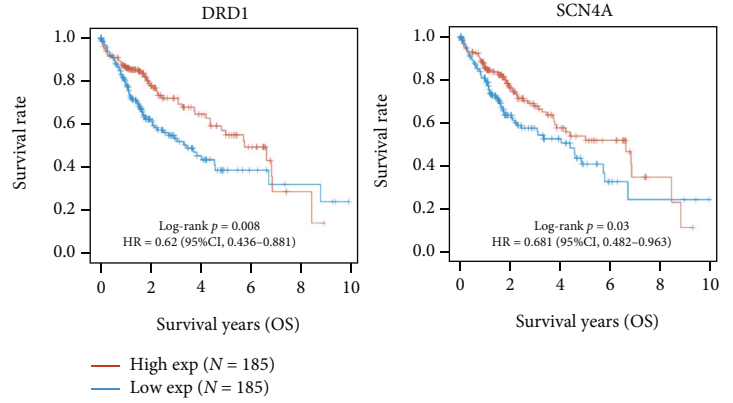 DRD1
Survival rate
1.0
0.8
0.6
0.4
0.2
0.0
Log-rank p = 0.008
HR = 0.62 (95%CI, 0.436–0.881)
0 2 4 6 8 10
Survival years (OS)
SCN4A
Survival rate
1.0
0.8
0.6
0.4
0.2
0.0
Log-rank p = 0.03
HR = 0.681 (95%CI, 0.482–0.963)
0 2 4 6 8 10
Survival years (OS)
High exp (N = 185)
Low exp (N = 185)